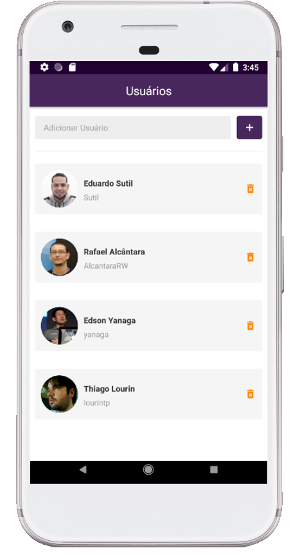 3:45
Usuários
Adicionar Usuário
+
Eduardo Sutil
Sutil
Rafael Alcântara
AlcantaraRW
Edson Yanaga
yanaga
Thiago Lourin
lourintp